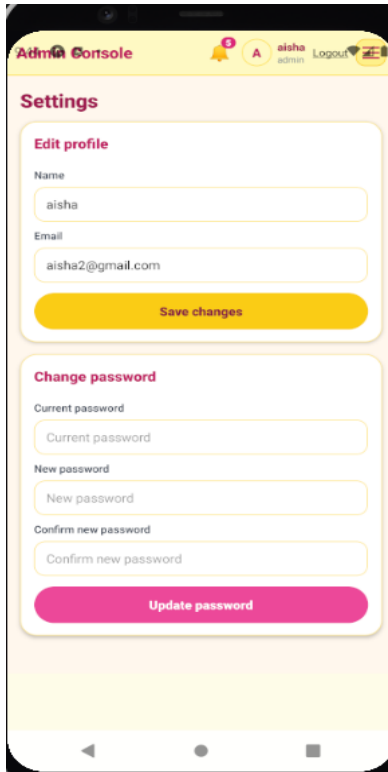 Admin Console
5
A
aisha
admin
Logout
Settings
Edit profile
Name
aisha
Email
aisha2@gmail.com
Save changes
Change password
Current password
Current password
New password
New password
Confirm new password
Confirm new password
Update password